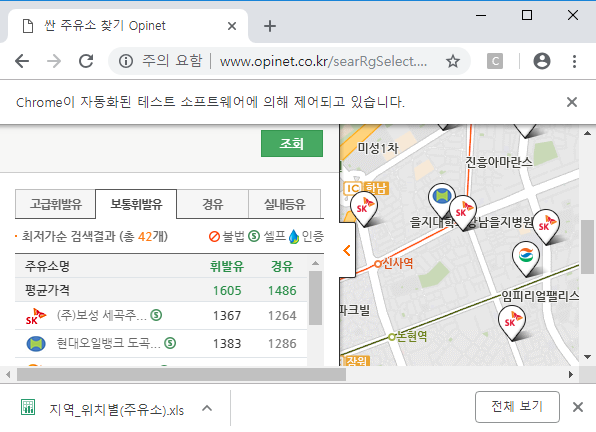 싼 주유소 찾기 Opinet
주의 요함 | www.opinet.co.kr/searRgSelect....
C
Chrome이 자동화된 테스트 소프트웨어에 의해 제어되고 있습니다.
조회
고급휘발유 보통휘발유 경유 실내등유
최저가순 검색결과 (총 42개) 불법 S 셀프 인증
주유소명 휘발유 경유
평균가격 1605 1486
SK (주)보성 세곡주... S 1367 1264
현대오일뱅크 도곡... S 1383 1286
미성1차
진흥아마란스
IC 하남
SK
SK
SK
을지대학
강남을지병원
신사역
임피리얼팰리스
파크빌
SK
논현역
지역_위치별(주유소).xls
전체 보기